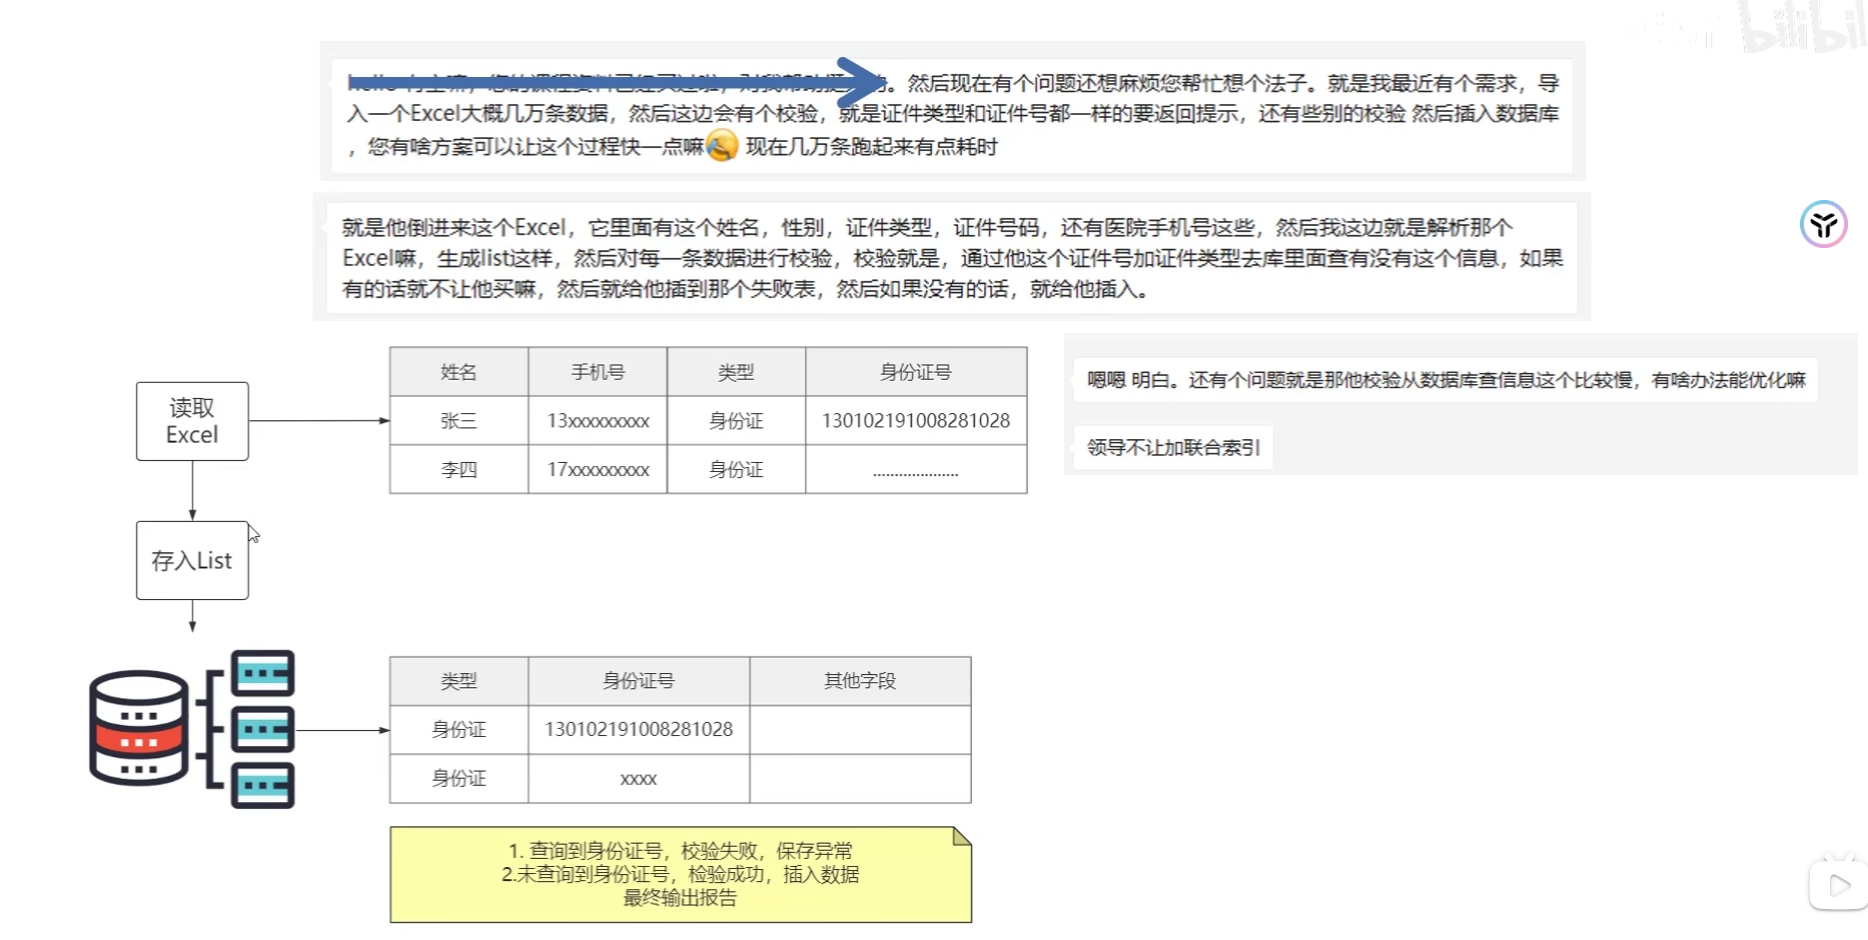 bilibil
。然后现在有个问题还想麻烦您帮忙想个法子。就是我最近有个需求，导
入一个Excel大概几万条数据，然后这边会有个校验，就是证件类型和证件号都一样的要返回提示，还有些别的校验 然后插入数据库
，您有啥方案可以让这个过程快一点嘛 现在几万条跑起来有点耗时
就是他倒进来这个Excel，它里面有这个姓名，性别，证件类型，证件号码，还有医院手机号这些，然后我这边就是解析那个
Excel嘛，生成list这样，然后对每一条数据进行校验，校验就是，通过他这个证件号加证件类型去库里面查有没有这个信息，如果
有的话就不让他买嘛，然后就给他插到那个失败表，然后如果没有的话，就给他插入。
读取
Excel
姓名 手机号 类型 身份证号
张三 13xxxxxxxxx 身份证 130102191008281028
李四 17xxxxxxxxx 身份证 ....................
嗯嗯 明白。还有个问题就是那他校验从数据库查信息这个比较慢，有啥办法能优化嘛
领导不让加联合索引
存入List
类型 身份证号 其他字段
身份证 130102191008281028
身份证 xxxx
1. 查询到身份证号，校验失败，保存异常
2.未查询到身份证号，检验成功，插入数据
最终输出报告